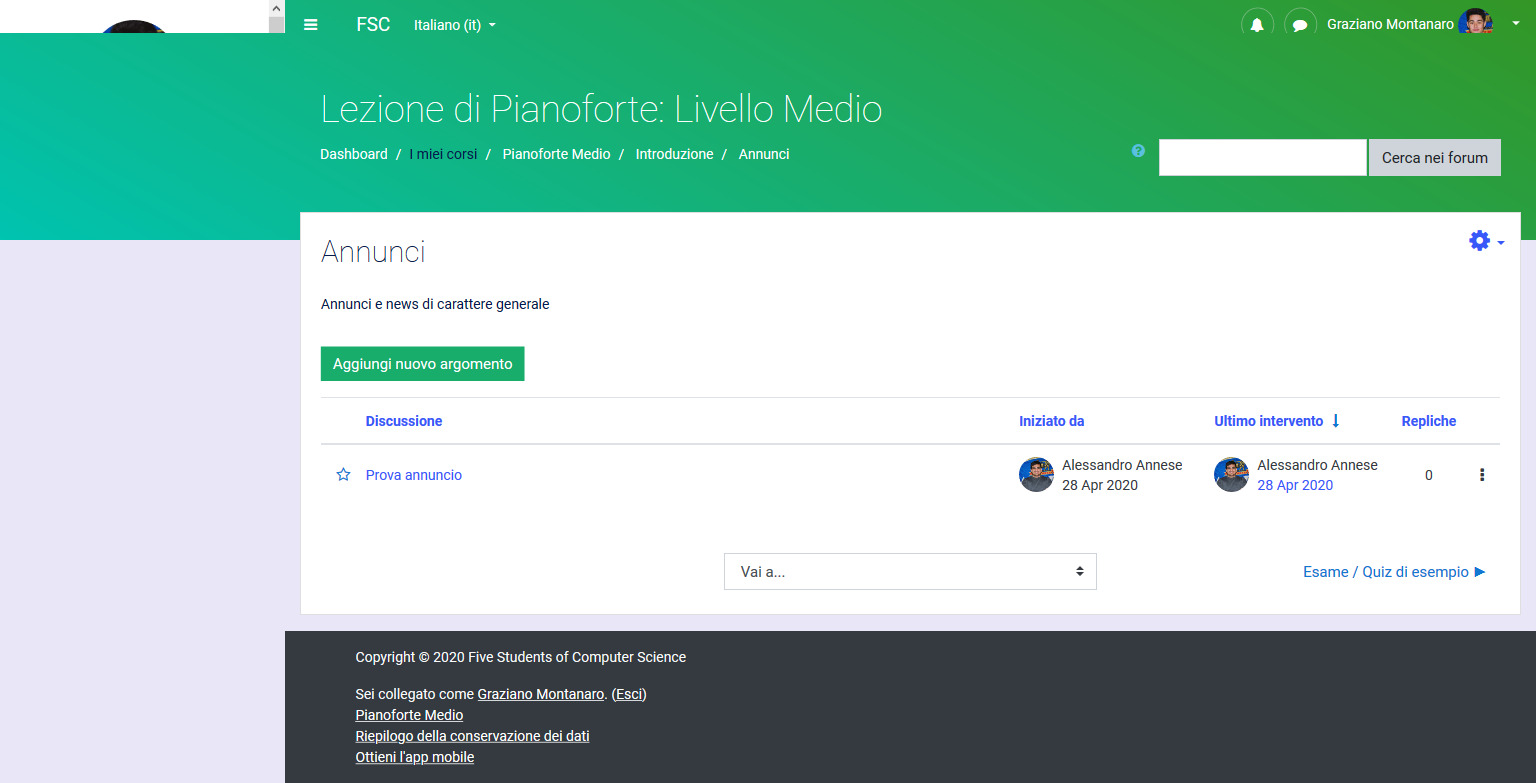 FSC Italiano (it) Graziano Montanaro
Lezione di Pianoforte: Livello Medio
Dashboard / I miei corsi / Pianoforte Medio / Introduzione / Annunci
Cerca nei forum
Annunci
Annunci e news di carattere generale
Aggiungi nuovo argomento
Discussione Iniziato da Ultimo intervento Repliche
Prova annuncio Alessandro Annese 28 Apr 2020 Alessandro Annese 28 Apr 2020 0
Vai a... Esame / Quiz di esempio
Copyright © 2020 Five Students of Computer Science
Sei collegato come Graziano Montanaro. (Esci)
Pianoforte Medio
Riepilogo della conservazione dei dati
Ottieni l'app mobile